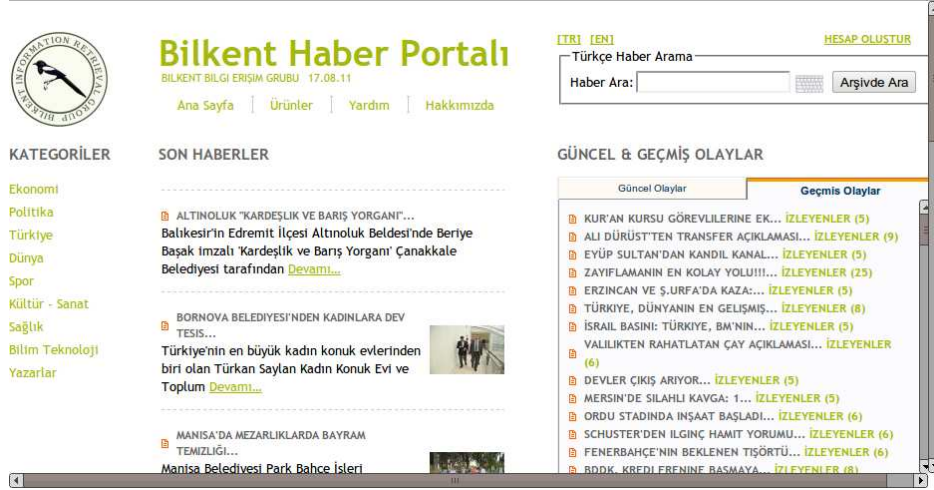 BILKENT INFORMATION RETRIEVAL GROUP
Bilkent Haber Portalı
BILKENT BILGI ERIŞIM GRUBU 17.08.11
Ana Sayfa Ürünler Yardım Hakkımızda
[TR] [EN] HESAP OLUSTUR
Türkçe Haber Arama
Haber Ara: Arşivde Ara
KATEGORİLER
Ekonomi
Politika
Türkiye
Dünya
Spor
Kültür - Sanat
Sağlık
Bilim Teknoloji
Yazarlar
SON HABERLER
ALTINOLUK "KARDEŞLIK VE BARIŞ YORGANI"...
Balıkesir'in Edremit İlçesi Altınoluk Beldesi'nde Beriye
Başak imzalı 'Kardeşlik ve Barış Yorganı' Çanakkale
Belediyesi tarafından Devamı...
BORNOVA BELEDIYESI'NDEN KADINLARA DEV
TESIS...
Türkiye'nin en büyük kadın konuk evlerinden
biri olan Türkan Saylan Kadın Konuk Evi ve
Toplum Devamı...
MANISA'DA MEZARLIKLARDA BAYRAM
TEMIZLIĞI...
Manisa Belediyesi Park Bahçe İşleri
GÜNCEL & GEÇMİŞ OLAYLAR
Güncel Olaylar Geçmis Olaylar
KUR'AN KURSU GÖREVLILERINE EK... İZLEYENLER (5)
ALI DÜRÜST'TEN TRANSFER AÇIKLAMASI... İZLEYENLER (9)
EYÜP SULTAN'DAN KANDIL KANAL... İZLEYENLER (5)
ZAYIFLAMANIN EN KOLAY YOLU!!!... İZLEYENLER (25)
ERZINCAN VE Ş.URFA'DA KAZA:... İZLEYENLER (5)
TÜRKIYE, DÜNYANIN EN GELIŞMIŞ... İZLEYENLER (8)
İSRAIL BASINI: TÜRKIYE, BM'NIN... İZLEYENLER (5)
VALILIKTEN RAHATLATAN ÇAY AÇIKLAMASI... İZLEYENLER
(6)
DEVLER ÇIKIŞ ARIYOR... İZLEYENLER (5)
MERSIN'DE SILAHLI KAVGA: 1... İZLEYENLER (5)
ORDU STADINDA INŞAAT BAŞLADI... İZLEYENLER (6)
SCHUSTER'DEN ILGINÇ HAMIT YORUMU... İZLEYENLER (6)
FENERBAHÇE'NIN BEKLENEN TIŞÖRTÜ... İZLEYENLER (6)
BDDK, KREDI FRENINE BASMAYA... İZLEYENLER (8)